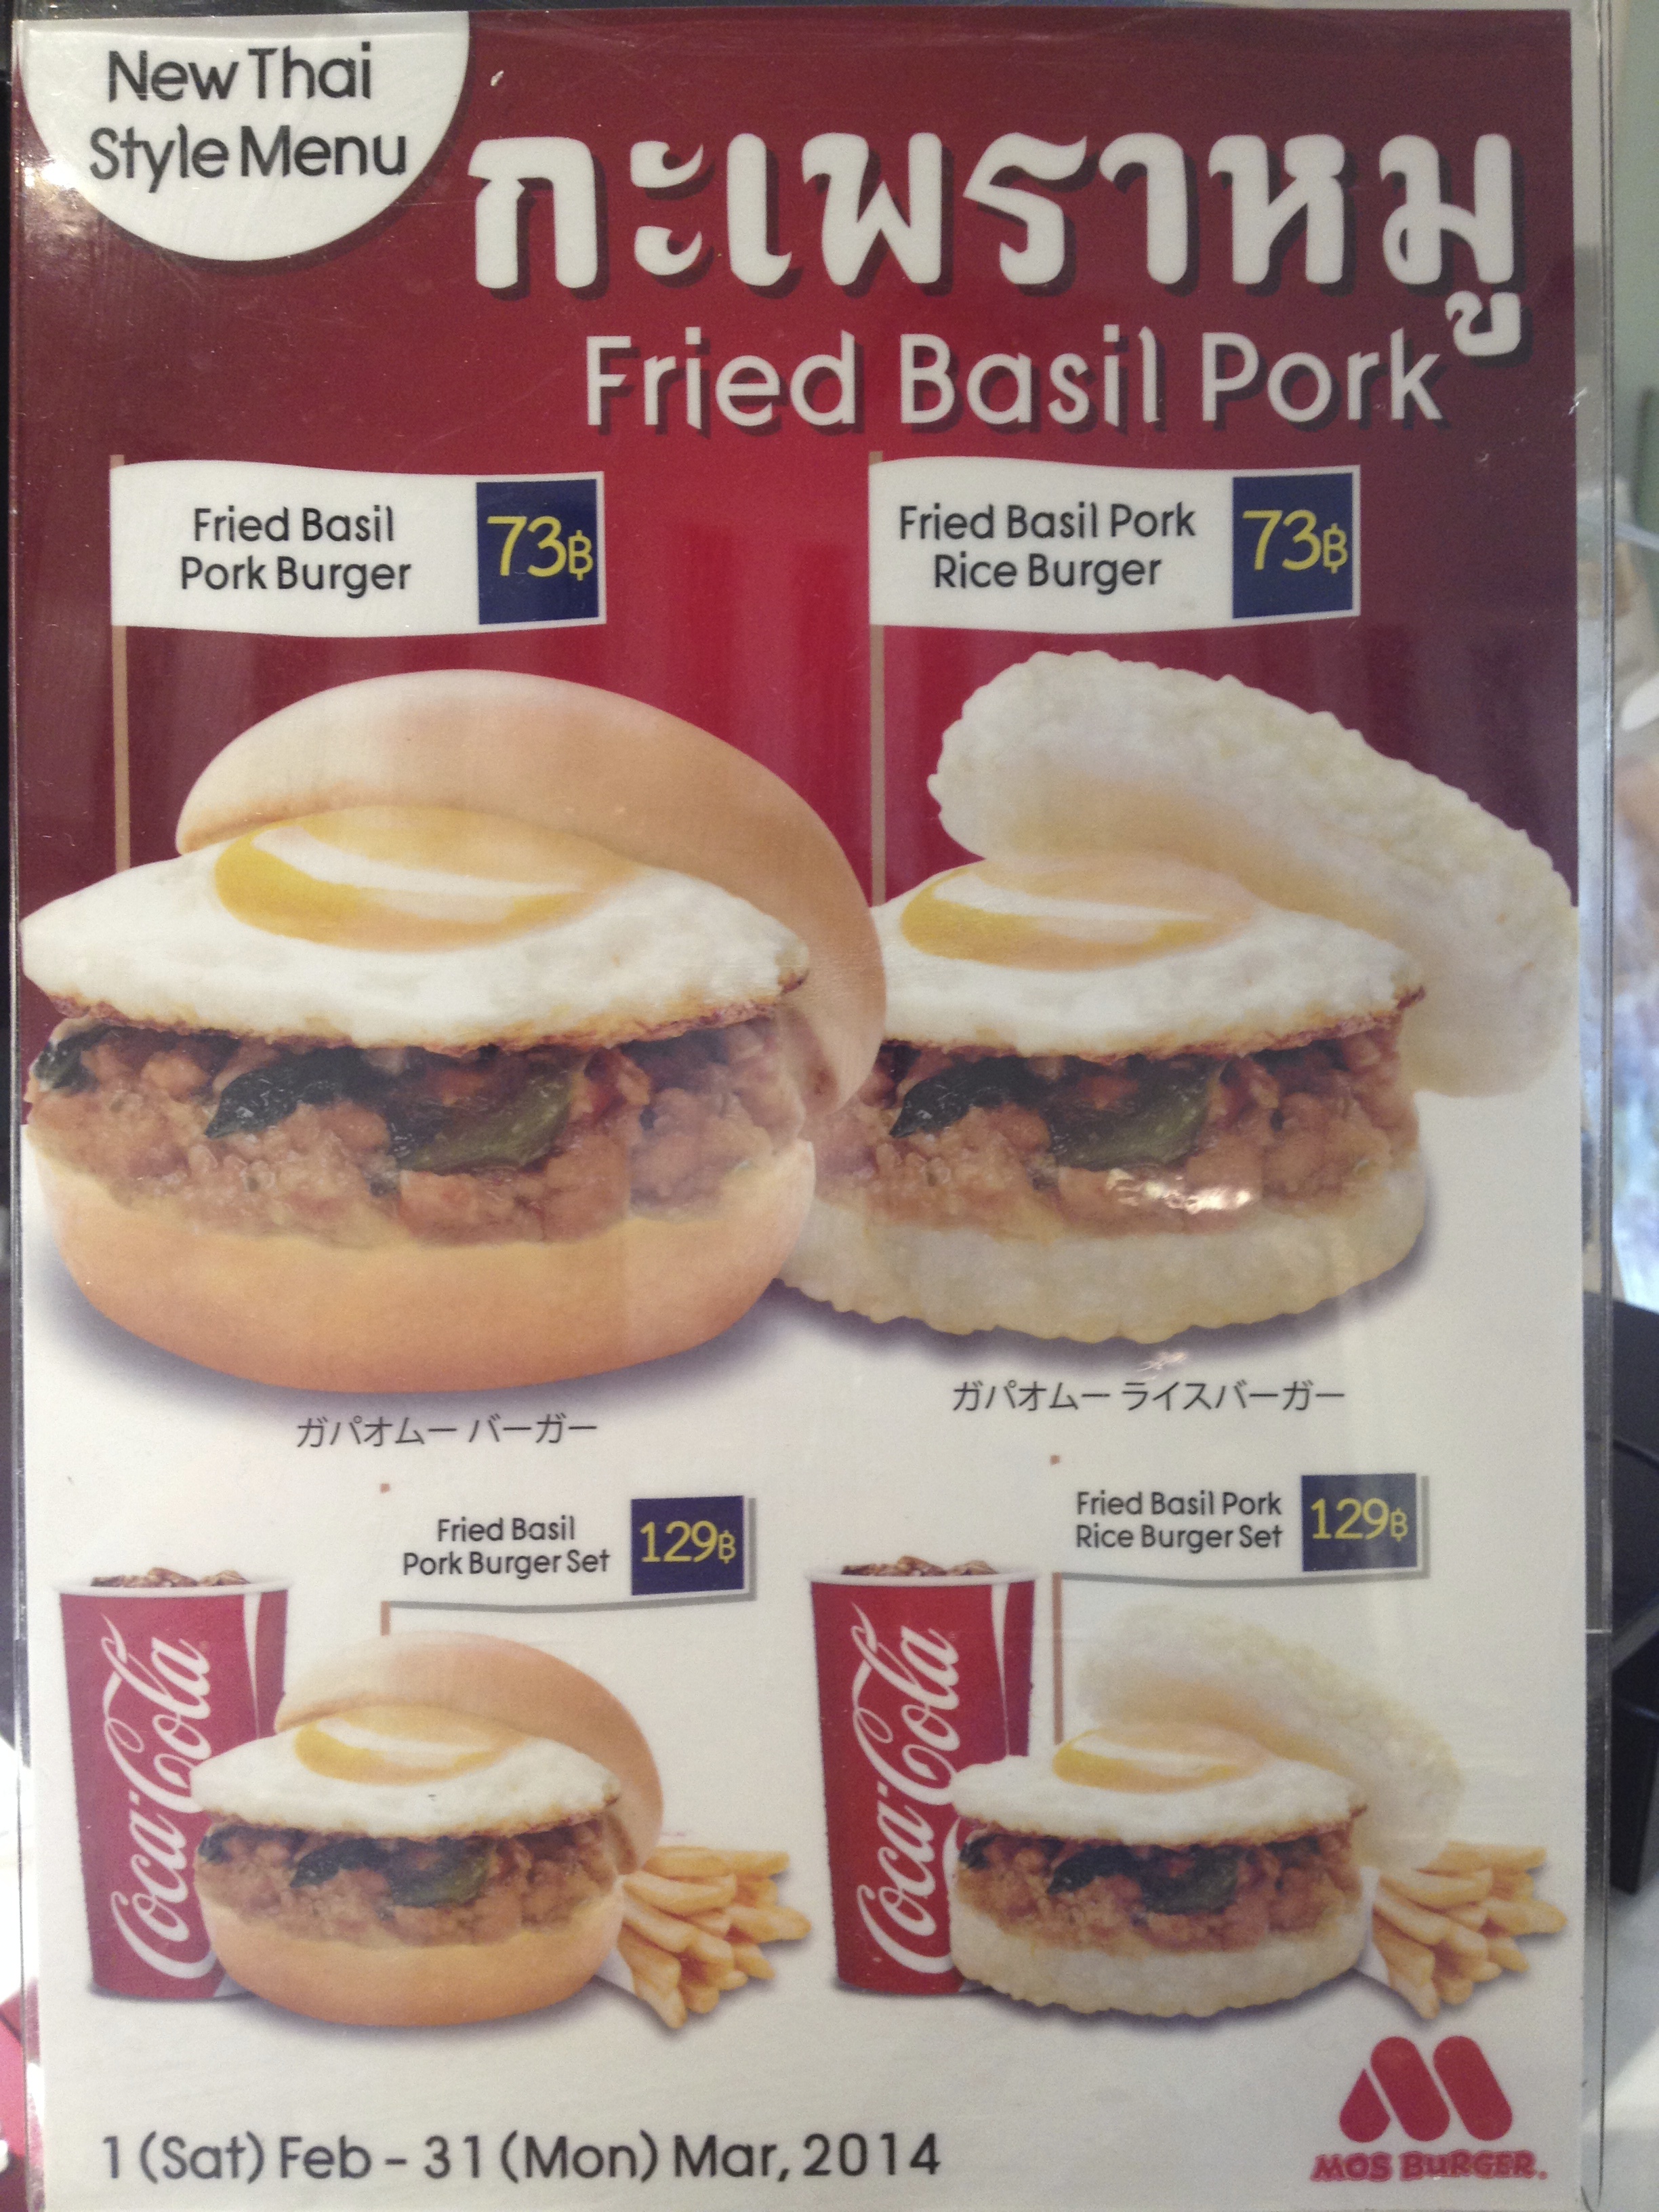 New Thai
Style Menu
กะเพราหมู
Fried Basil Pork
Fried Basil
Pork Burger
73฿
Fried Basil Pork
Rice Burger
73฿
ガパオムー バーガー
ガパオムー ライスバーガー
Fried Basil
Pork Burger Set
129฿
Fried Basil Pork
Rice Burger Set
129฿
Coca-Cola
Coca-Cola
1 (Sat) Feb - 31 (Mon) Mar, 2014
MOS BURGER.